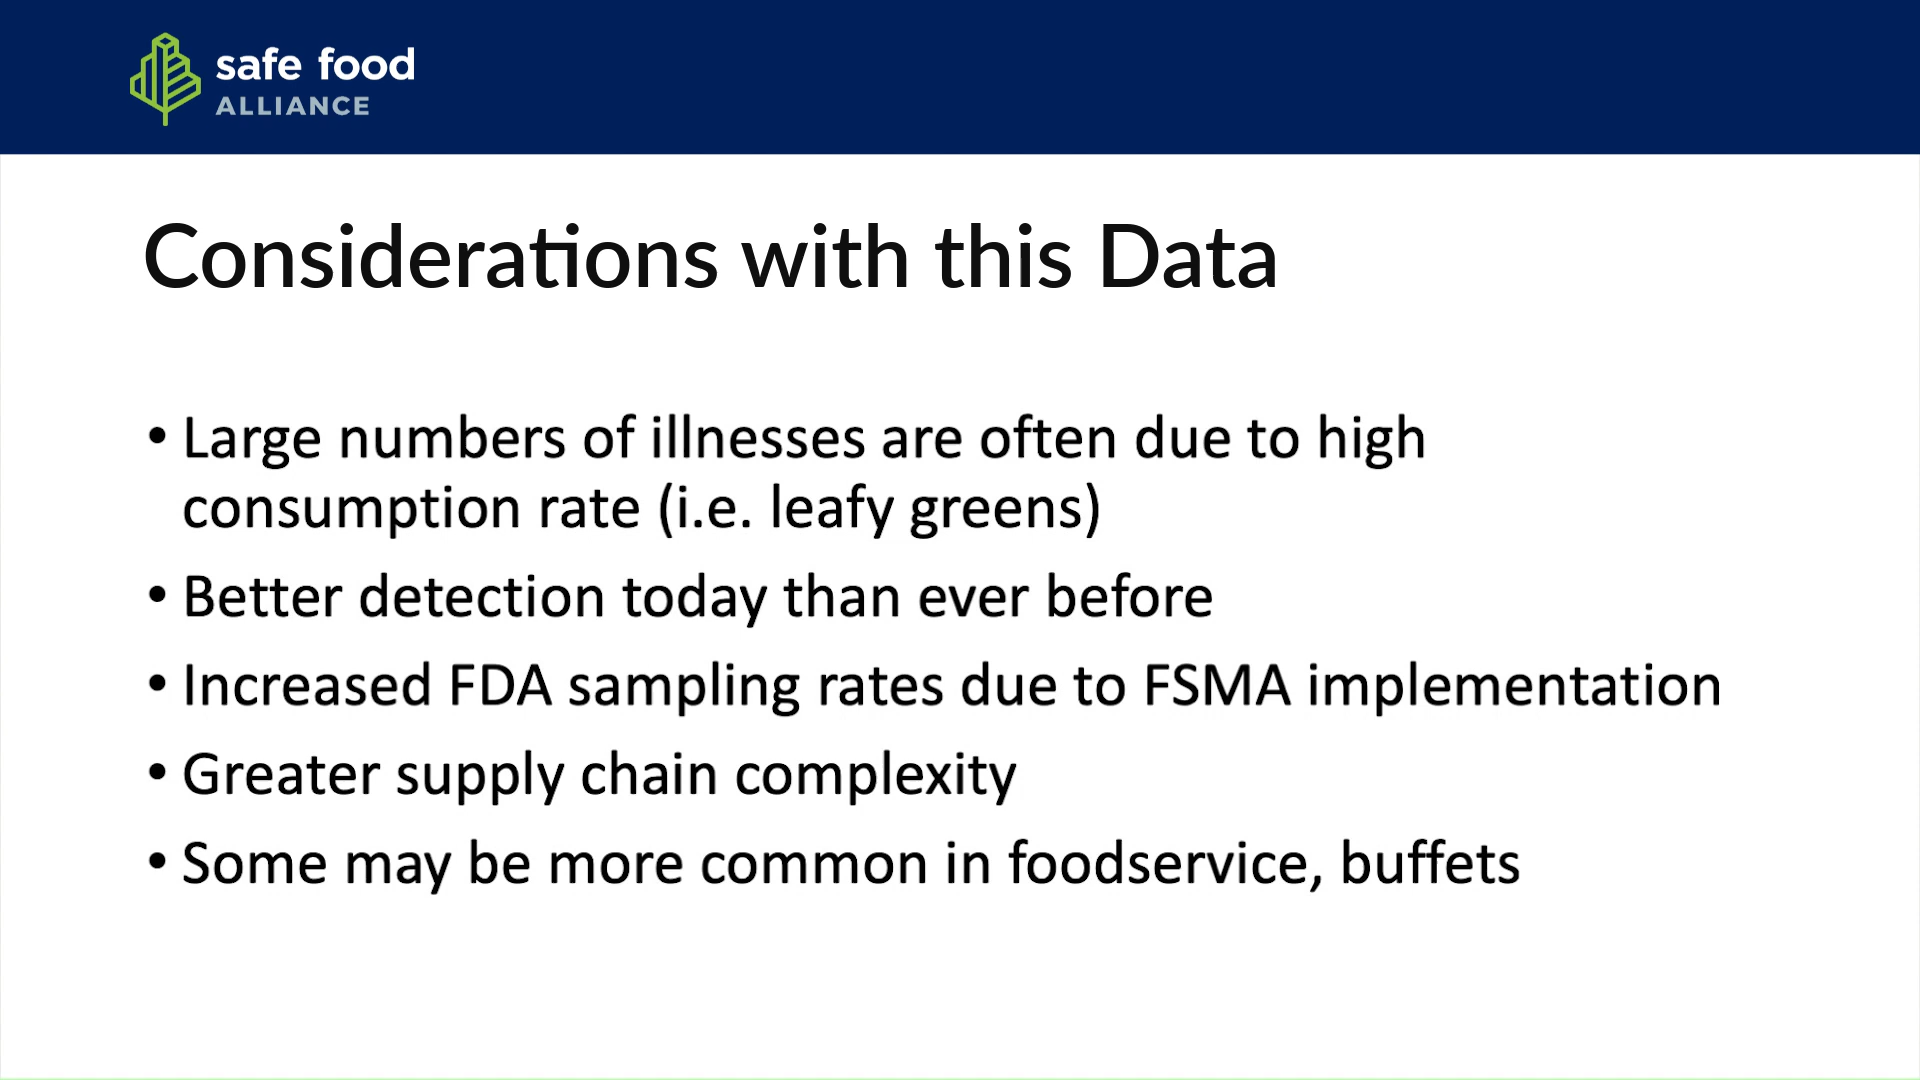 safe food
ALLIANCE
Considerations with this Data
• Large numbers of illnesses are often due to high
consumption rate (i.e. leafy greens)
• Better detection today than ever before
• Increased FDA sampling rates due to FSMA implementation
• Greater supply chain complexity
• Some may be more common in foodservice, buffets